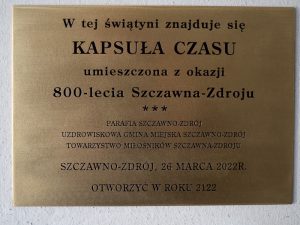 W tej świątyni znajduje się
KAPSUŁA CZASU
umieszczona z okazji
800-lecia Szczawna-Zdroju
***
PARAFIA SZCZAWNO-ZDRÓJ
UZDROWISKOWA GMINA MIEJSKA SZCZAWNO-ZDRÓJ
TOWARZYSTWO MIŁOŚNIKÓW SZCZAWNA-ZDROJU
SZCZAWNO-ZDRÓJ, 26 MARCA 2022R.
OTWORZYĆ W ROKU 2122